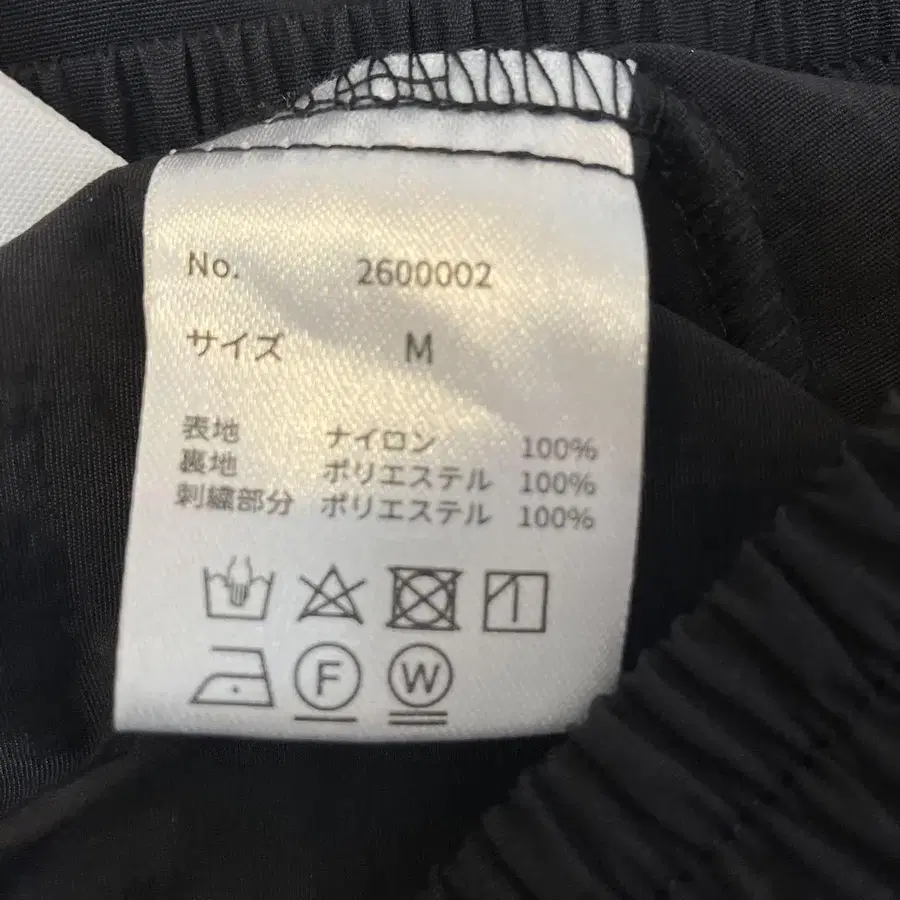 No. 2600002
サイズ M
表地 ナイロン 100%
裏地 ポリエステル 100%
刺繍部分 ポリエステル 100%
F W